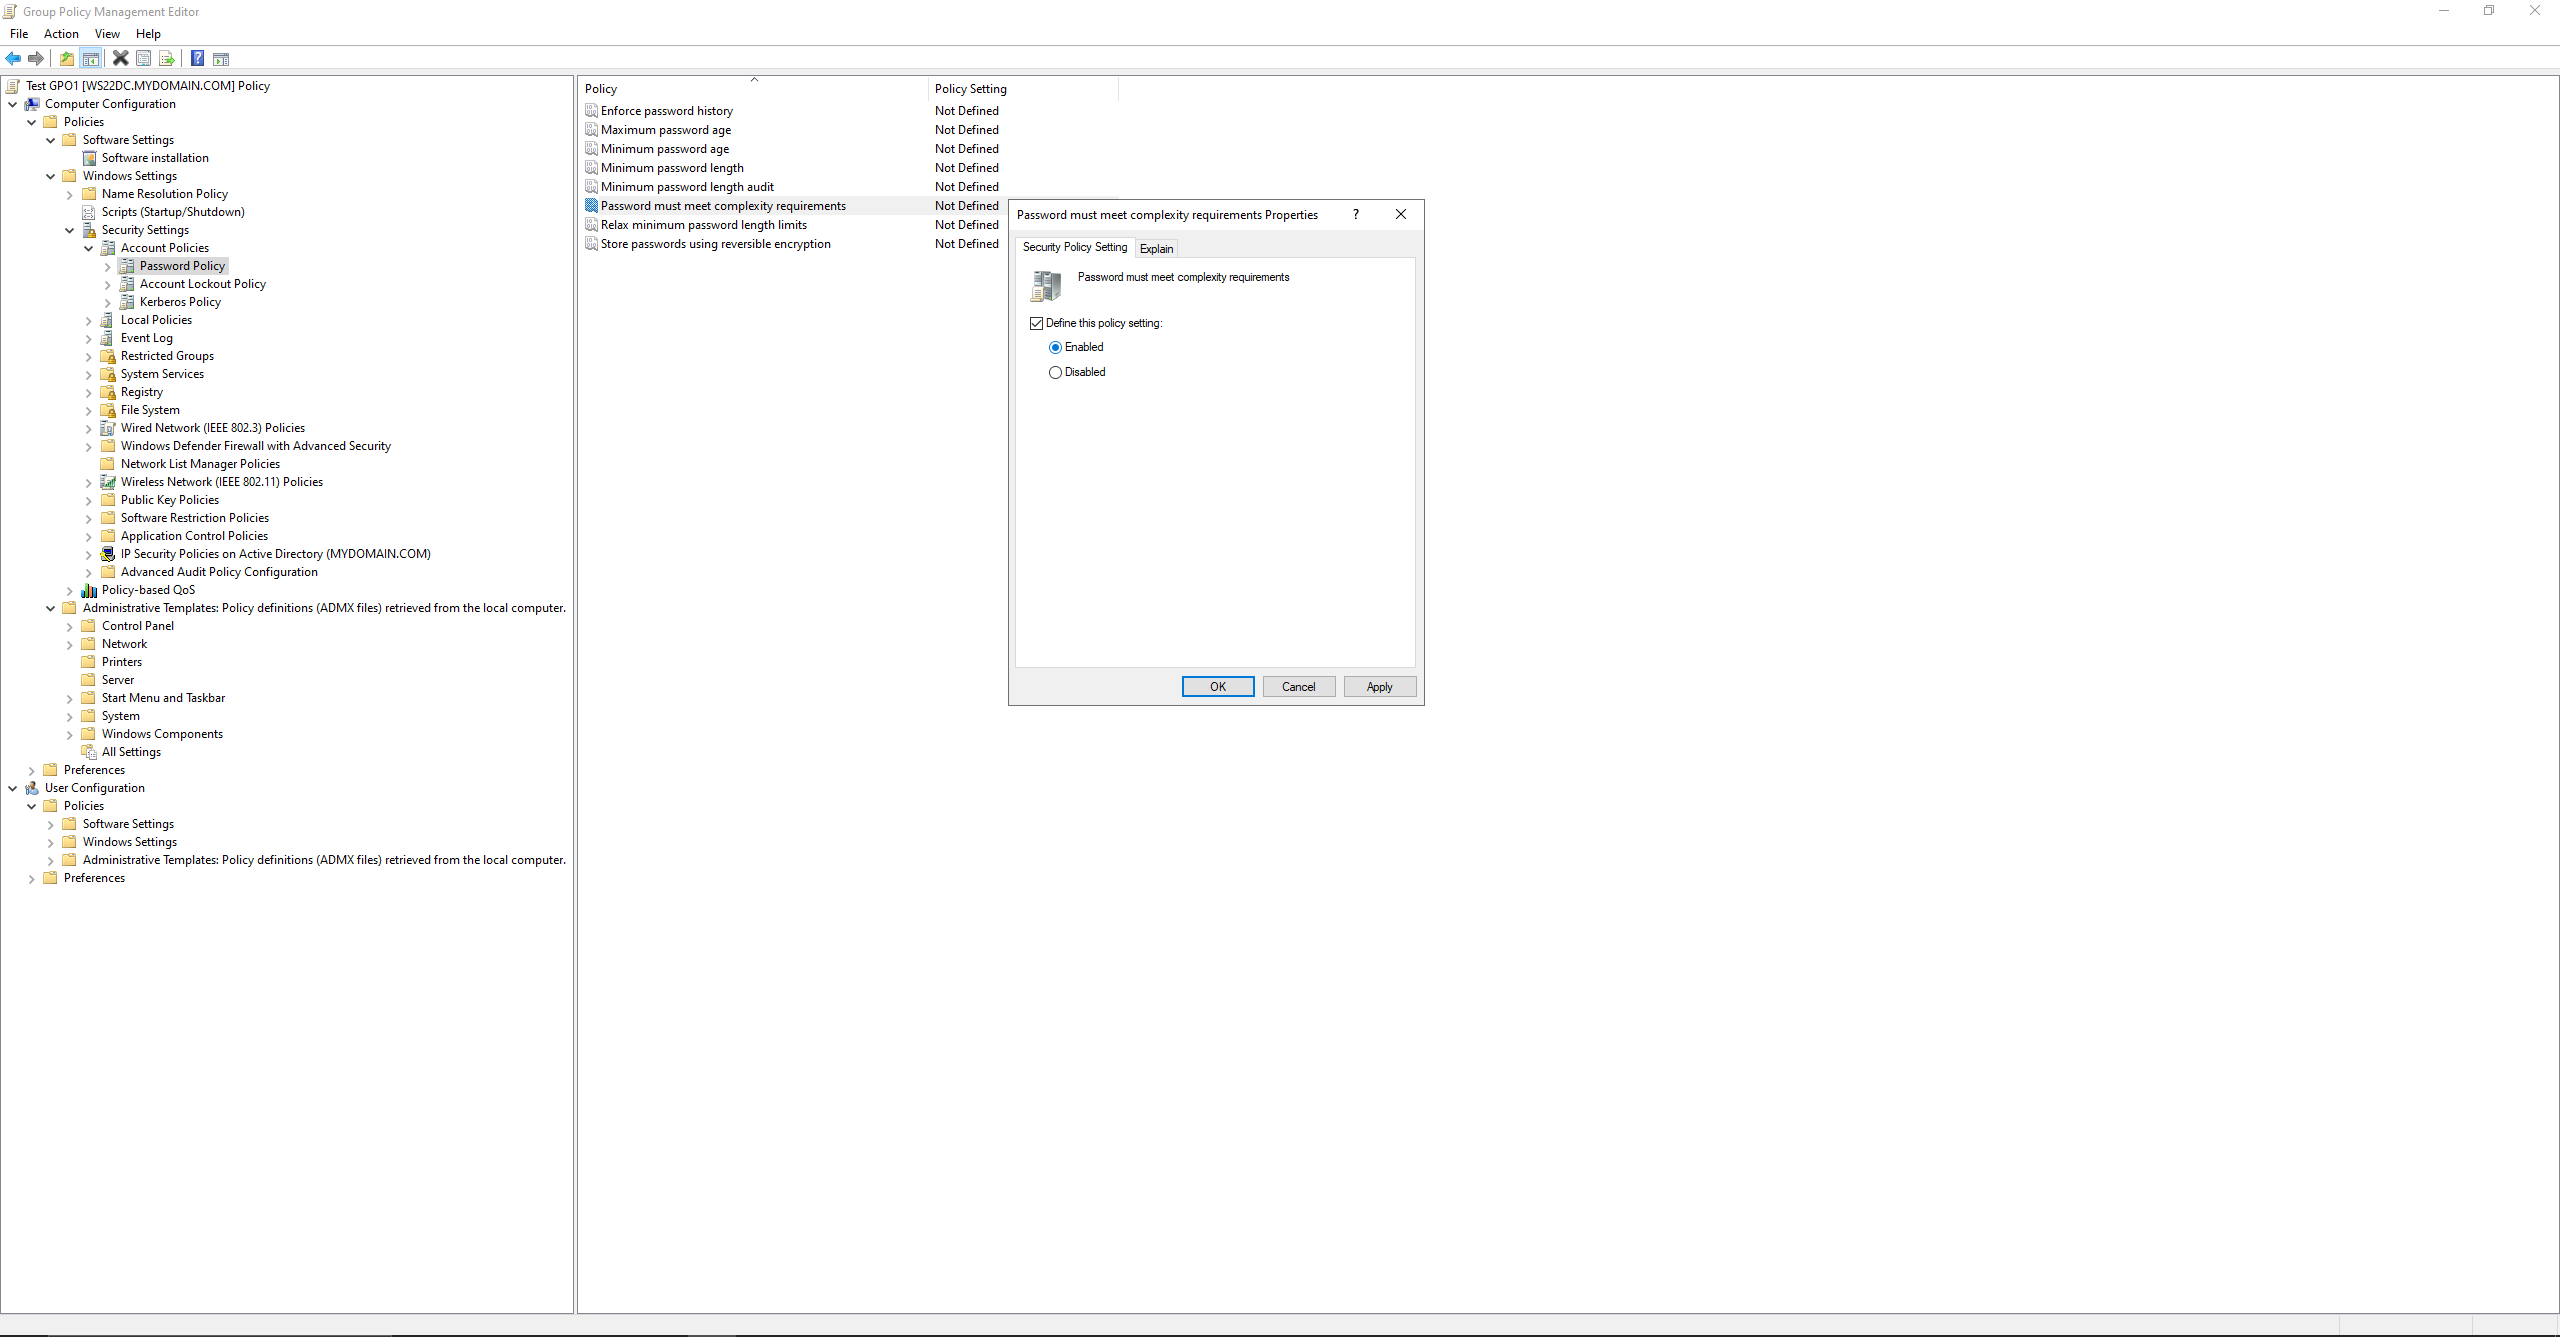 Group Policy Management Editor
File Action View Help
Test GPO1 [WS22DC.MYDOMAIN.COM] Policy
Computer Configuration
Policies
Software Settings
Software installation
Windows Settings
Name Resolution Policy
Scripts (Startup/Shutdown)
Security Settings
Account Policies
Password Policy
Account Lockout Policy
Kerberos Policy
Local Policies
Event Log
Restricted Groups
System Services
Registry
File System
Wired Network (IEEE 802.3) Policies
Windows Defender Firewall with Advanced Security
Network List Manager Policies
Wireless Network (IEEE 802.11) Policies
Public Key Policies
Software Restriction Policies
Application Control Policies
IP Security Policies on Active Directory (MYDOMAIN.COM)
Advanced Audit Policy Configuration
Policy-based QoS
Administrative Templates: Policy definitions (ADMX files) retrieved from the local computer.
Control Panel
Network
Printers
Server
Start Menu and Taskbar
System
Windows Components
All Settings
Preferences
User Configuration
Policies
Software Settings
Windows Settings
Administrative Templates: Policy definitions (ADMX files) retrieved from the local computer.
Preferences
Policy Policy Setting
Enforce password history Not Defined
Maximum password age Not Defined
Minimum password age Not Defined
Minimum password length Not Defined
Minimum password length audit Not Defined
Password must meet complexity requirements Not Defined
Relax minimum password length limits Not Defined
Store passwords using reversible encryption Not Defined
Password must meet complexity requirements Properties ?
Security Policy Setting Explain
Password must meet complexity requirements
Define this policy setting:
Enabled
Disabled
OK Cancel Apply